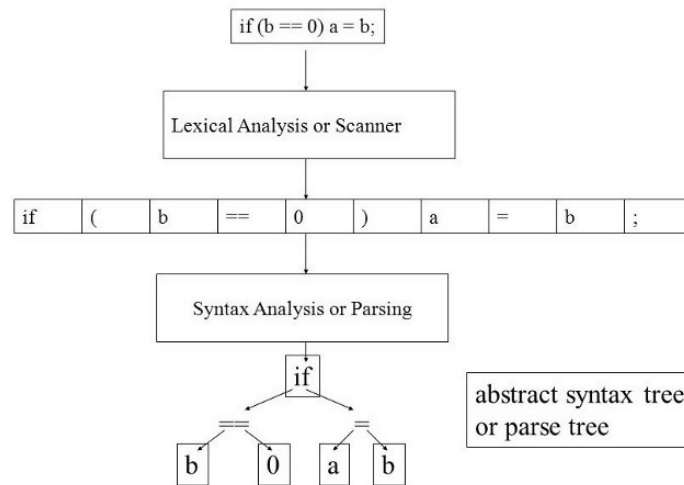 if (b == 0) a = b;
Lexical Analysis or Scanner
if ( b == 0 ) a = b ;
Syntax Analysis or Parsing
if
== =
b 0 a b
abstract syntax tree
or parse tree